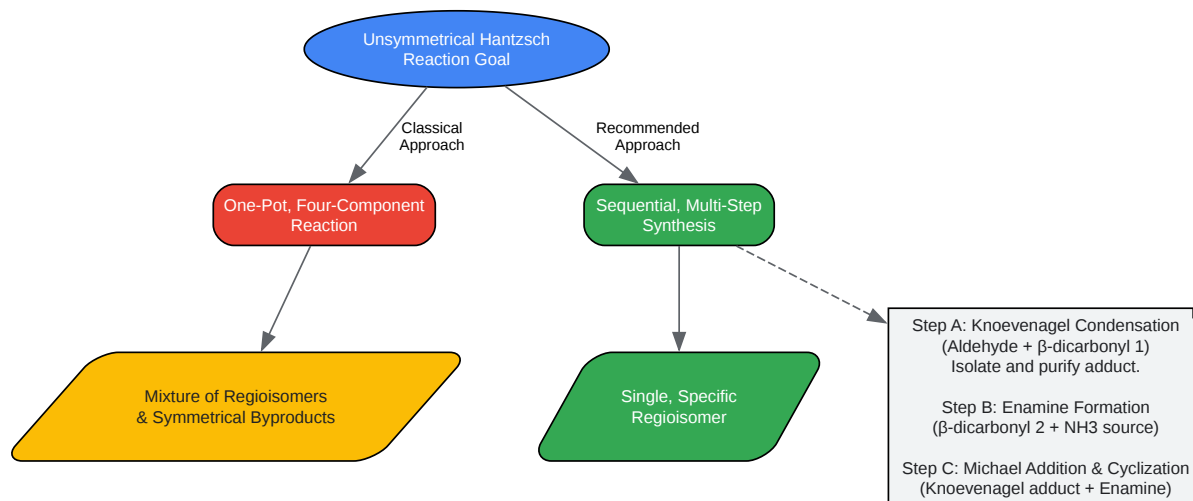 Unsymmetrical Hantzsch
Reaction Goal
Classical
Approach
Recommended
Approach
One-Pot, Four-Component
Reaction
Sequential, Multi-Step
Synthesis
Mixture of Regioisomers
& Symmetrical Byproducts
Single, Specific
Regioisomer
Step A: Knoevenagel Condensation
(Aldehyde + β-dicarbonyl 1)
Isolate and purify adduct.
Step B: Enamine Formation
(β-dicarbonyl 2 + NH3 source)
Step C: Michael Addition & Cyclization
(Knoevenagel adduct + Enamine)